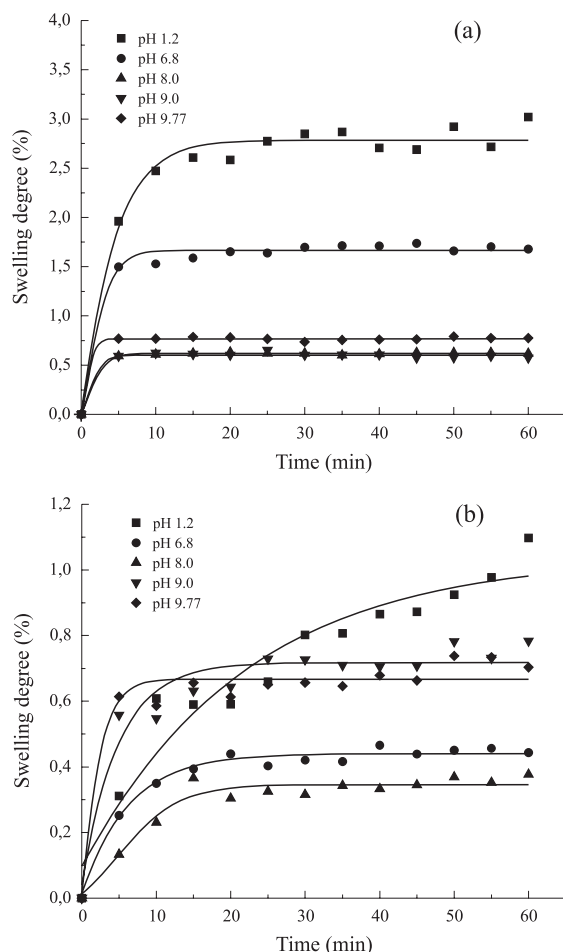 (a)
pH 1.2
pH 6.8
pH 8.0
pH 9.0
pH 9.77
4,0
3,5
3,0
2,5
2,0
1,5
1,0
0,5
0,0
Swelling degree (%)
0 10 20 30 40 50 60
Time (min)
(b)
pH 1.2
pH 6.8
pH 8.0
pH 9.0
pH 9.77
1,2
1,0
0,8
0,6
0,4
0,2
0,0
Swelling degree (%)
0 10 20 30 40 50 60
Time (min)